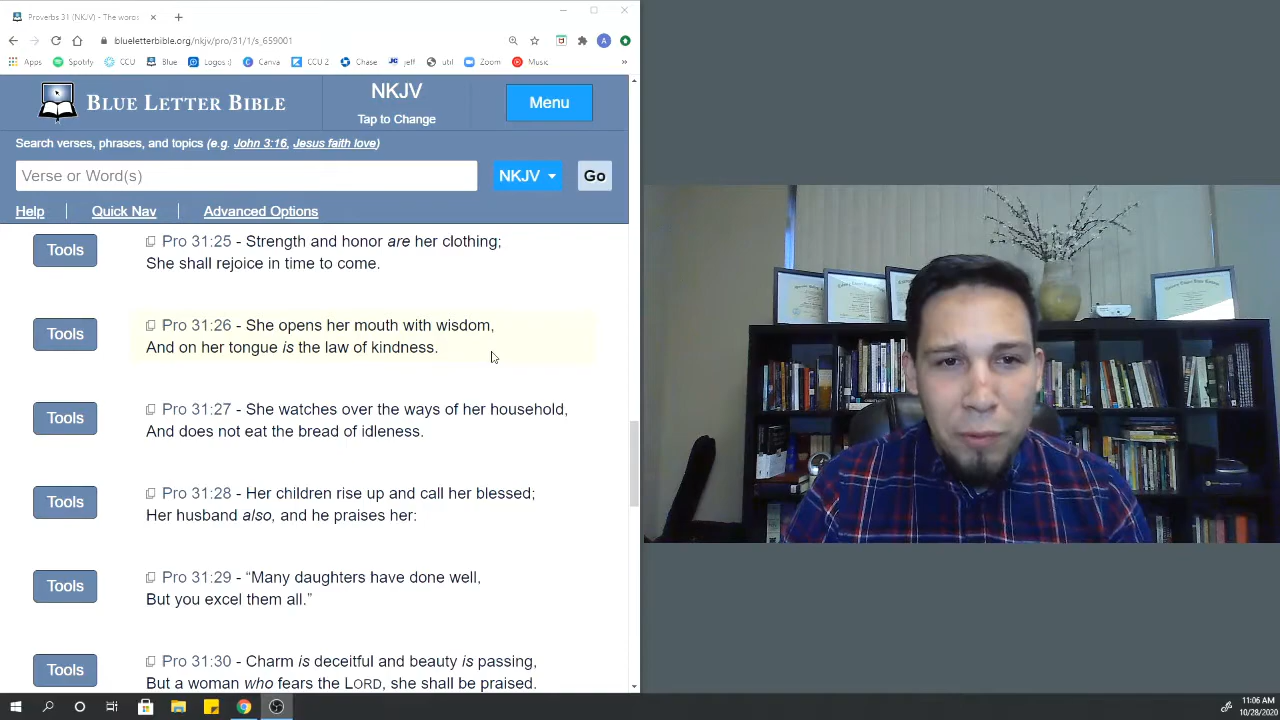 Proverbs 31 (NKJV) - The words
blueletterbible.org/nkjv/pro/31/1/s_659001
A
Apps Spotify CCU Blue Logos :) Canva CCU 2 Chase jeff util Zoom Music »
BLUE LETTER BIBLE
NKJV
Tap to Change
Menu
Search verses, phrases, and topics (e.g. John 3:16, Jesus faith love)
Verse or Word(s)
NKJV
Go
Help
Quick Nav
Advanced Options
Tools
Pro 31:25 - Strength and honor are her clothing;
She shall rejoice in time to come.
Tools
Pro 31:26 - She opens her mouth with wisdom,
And on her tongue is the law of kindness.
Tools
Pro 31:27 - She watches over the ways of her household,
And does not eat the bread of idleness.
Tools
Pro 31:28 - Her children rise up and call her blessed;
Her husband also, and he praises her:
Tools
Pro 31:29 - “Many daughters have done well,
But you excel them all.”
Tools
Pro 31:30 - Charm is deceitful and beauty is passing,
But a woman who fears the LORD, she shall be praised.
11:06 AM
10/28/2020